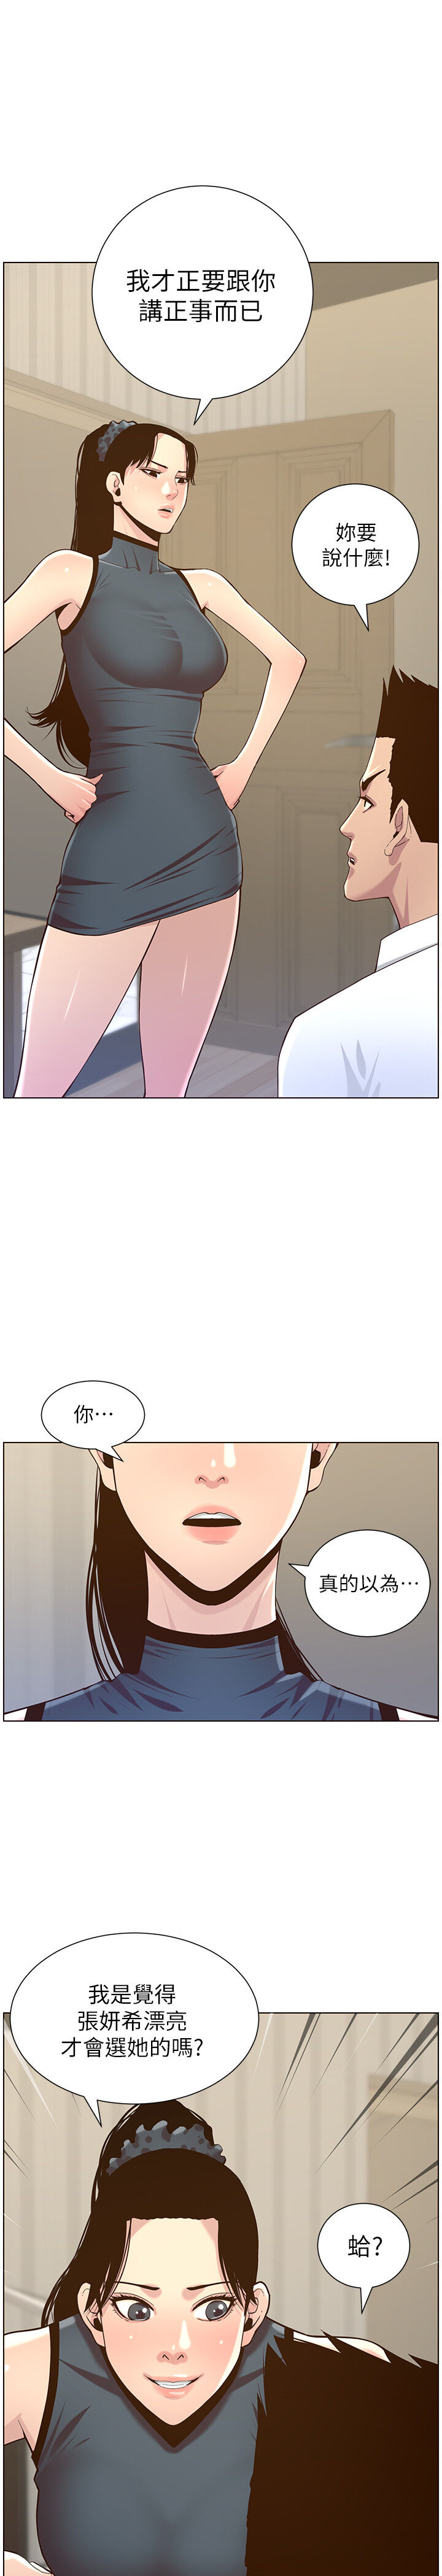 我才正要跟你
講正事而已
妳要
說什麼!
你…
真的以為…
我是覺得
張妍希漂亮
才會選她的嗎?
蛤?